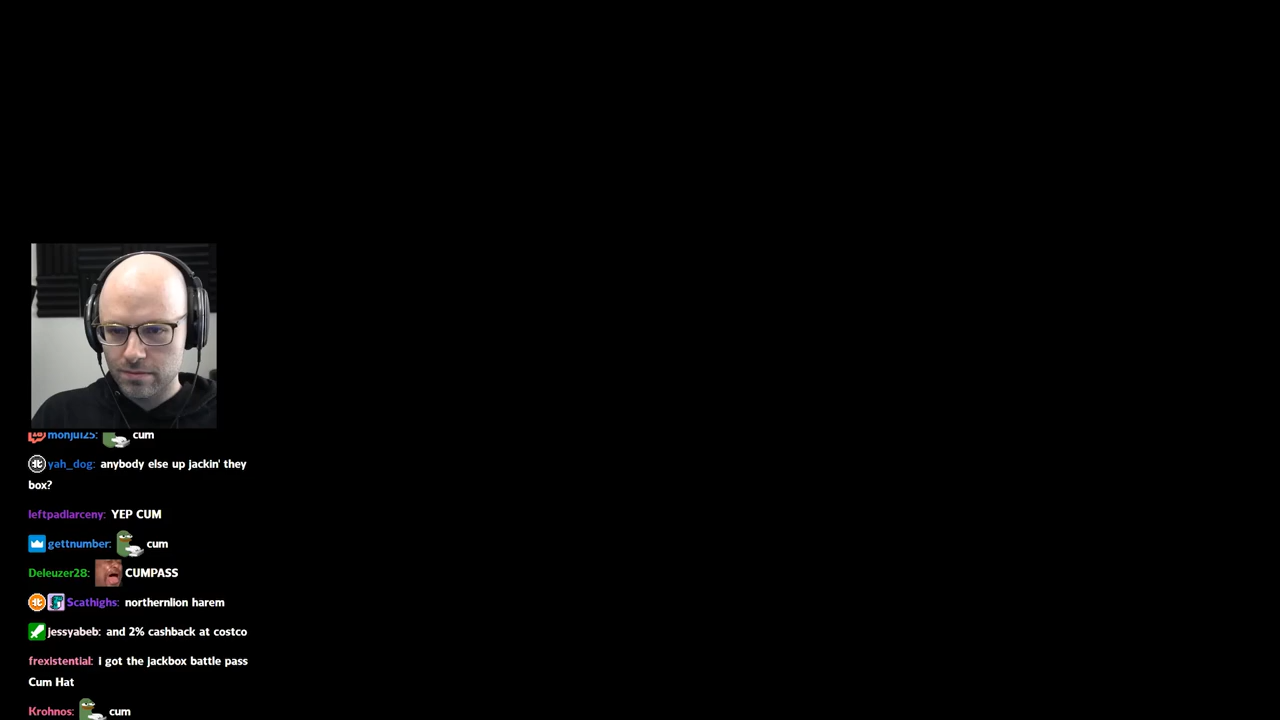 monjui25: cum
yah_dog: anybody else up jackin' they
box?
leftpadlarceny: YEP CUM
gettnumber: cum
Deleuzer28: CUMPASS
Scathighs: northernlion harem
Jessyabeb: and 2% cashback at costco
frexistential: I got the jackbox battle pass
Cum Hat
Krohnos: cum